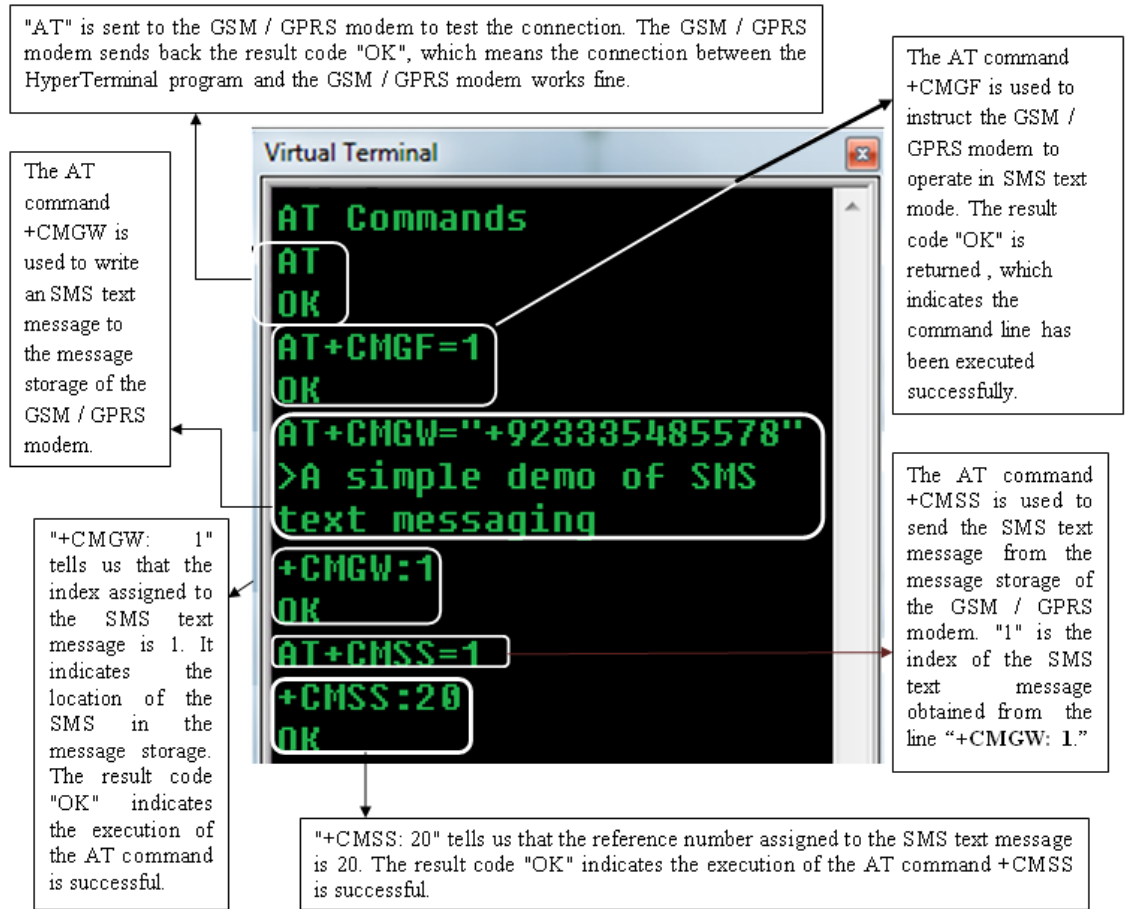 "AT" is sent to the GSM / GPRS modem to test the connection. The GSM / GPRS
modem sends back the result code "OK", which means the connection between the
HyperTerminal program and the GSM / GPRS modem works fine.
The AT command
+CMGF is used to
instruct the GSM /
GPRS modem to
operate in SMS text
mode. The result
code "OK" is
returned , which
indicates the
command line has
been executed
successfully.
The AT
command
+CMGW is
used to write
an SMS text
message to
the message
storage of the
GSM / GPRS
modem.
Virtual Terminal
AT Commands
AT
OK
AT+CMGF=1
OK
AT+CMGW="+923335485578"
>A simple demo of SMS
text messaging
+CMGW:1
OK
AT+CMSS=1
+CMSS:20
OK
The AT command
+CMSS is used to
send the SMS text
message from the
message storage of
the GSM / GPRS
modem. "1" is the
index of the SMS
text message
obtained from the
line “+CMGW: 1.”
"+CMGW: 1"
tells us that the
index assigned to
the SMS text
message is 1. It
indicates the
location of the
SMS in the
message storage.
The result code
"OK" indicates
the execution of
the AT command
is successful.
"+CMSS: 20" tells us that the reference number assigned to the SMS text message
is 20. The result code "OK" indicates the execution of the AT command +CMSS
is successful.